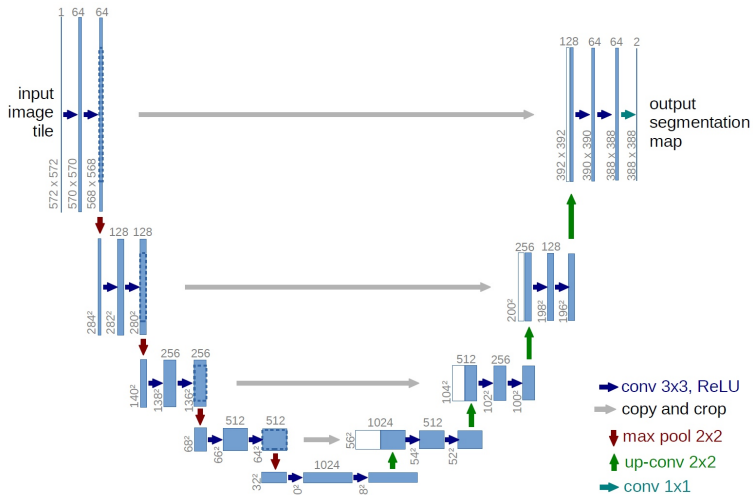 1 64 64
input
image
tile
572 x 572
570 x 570
568 x 568
128 64 64 2
output
segmentation
map
392 x 392
390 x 390
388 x 388
388 x 388
128 128
284²
282²
280²
256 128
200²
198²
196²
256 256
140²
138²
136²
512 256
104²
102²
100²
512 512
68²
66²
64²
1024 512
56²
54²
52²
1024
32²
0²
8²
conv 3x3, ReLU
copy and crop
max pool 2x2
up-conv 2x2
conv 1x1